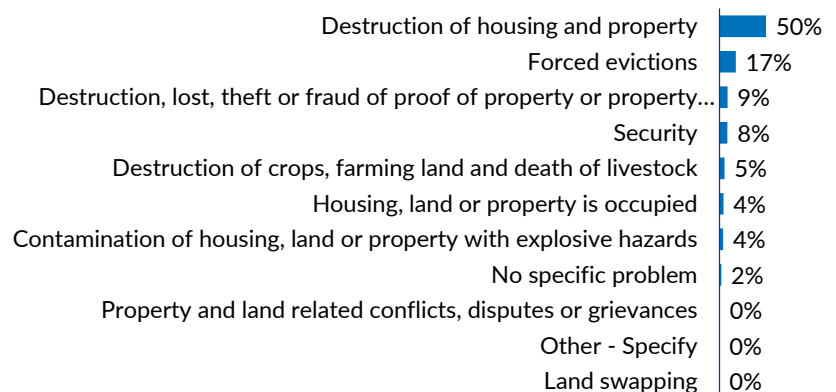 Destruction of housing and property 50%
Forced evictions 17%
Destruction, lost, theft or fraud of proof of property or property... 9%
Security 8%
Destruction of crops, farming land and death of livestock 5%
Housing, land or property is occupied 4%
Contamination of housing, land or property with explosive hazards 4%
No specific problem 2%
Property and land related conflicts, disputes or grievances 0%
Other - Specify 0%
Land swapping 0%